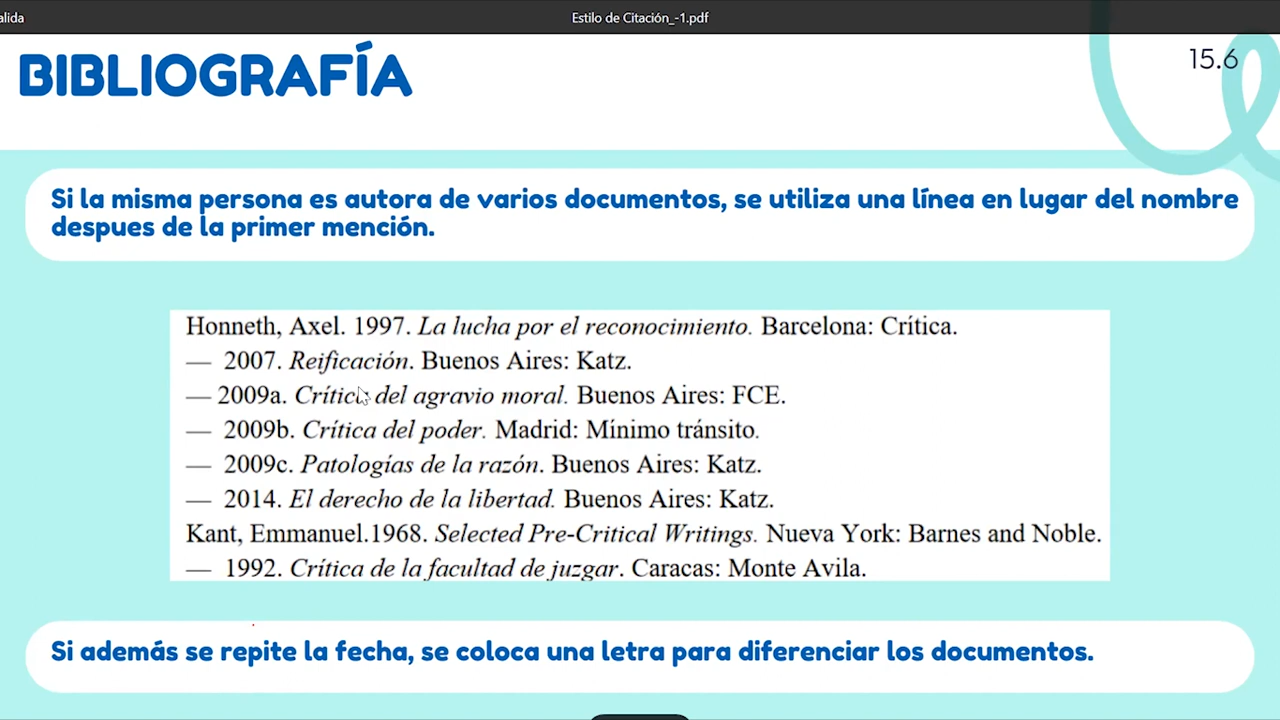 alida
Estilo de Citación_-1.pdf
BIBLIOGRAFÍA
15.6
Si la misma persona es autora de varios documentos, se utiliza una línea en lugar del nombre
despues de la primer mención.
Honneth, Axel. 1997. La lucha por el reconocimiento. Barcelona: Crítica.
— 2007. Reificación. Buenos Aires: Katz.
— 2009a. Crítica del agravio moral. Buenos Aires: FCE.
— 2009b. Crítica del poder. Madrid: Mínimo tránsito.
— 2009c. Patologías de la razón. Buenos Aires: Katz.
— 2014. El derecho de la libertad. Buenos Aires: Katz.
Kant, Emmanuel.1968. Selected Pre-Critical Writings. Nueva York: Barnes and Noble.
— 1992. Crítica de la facultad de juzgar. Caracas: Monte Avila.
Si además se repite la fecha, se coloca una letra para diferenciar los documentos.